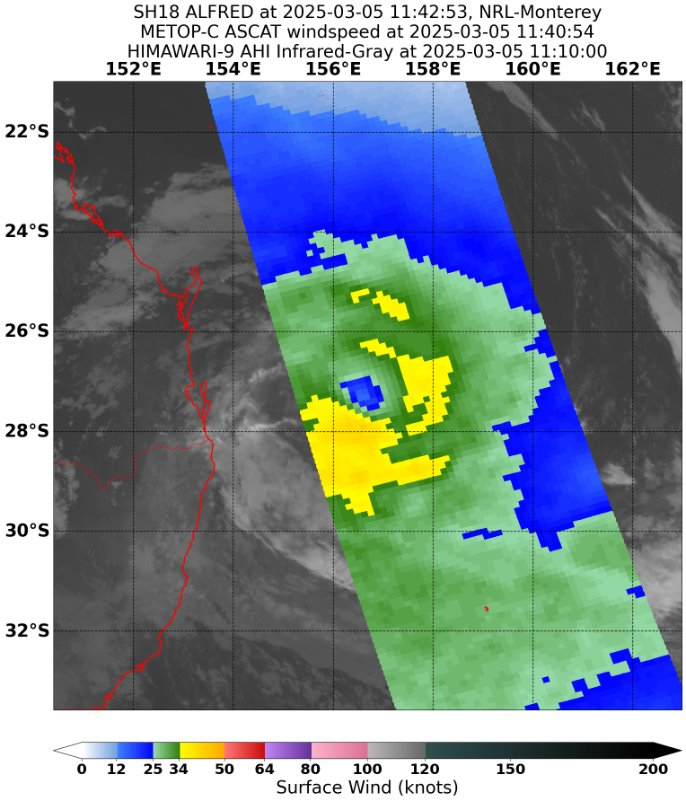 SH18 ALFRED at 2025-03-05 11:42:53, NRL-Monterey
METOP-C ASCAT windspeed at 2025-03-05 11:40:54
HIMAWARI-9 AHI Infrared-Gray at 2025-03-05 11:10:00
152°E 154°E 156°E 158°E 160°E 162°E
22°S
24°S
26°S
28°S
30°S
32°S
0 12 25 34 50 64 80 100 120 150 200
Surface Wind (knots)